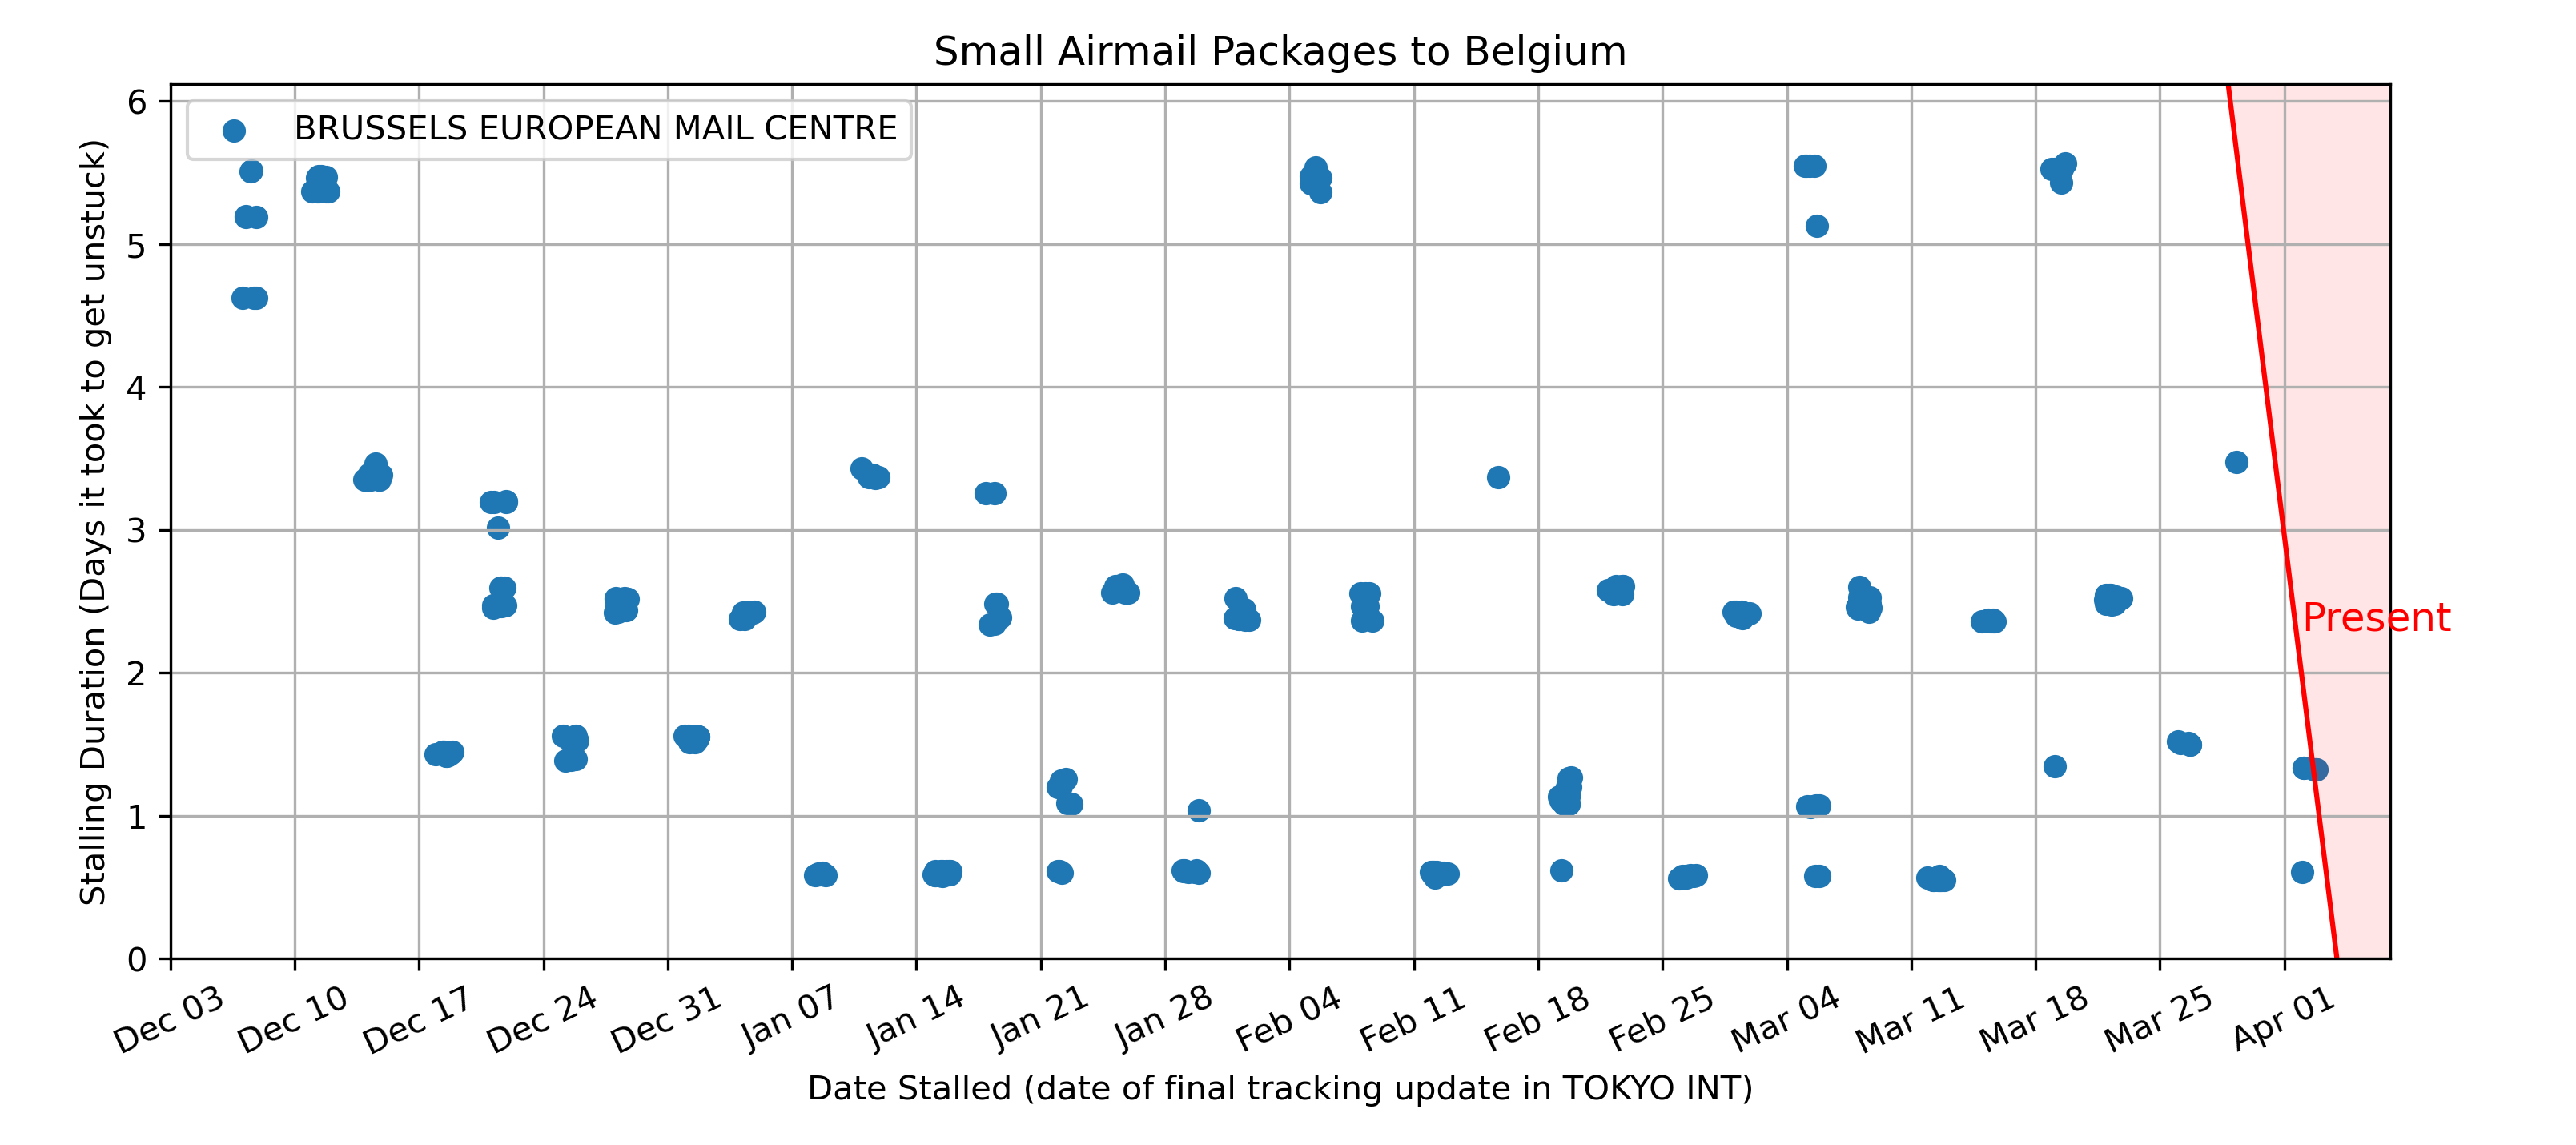 Small Airmail Packages to Belgium
BRUSSELS EUROPEAN MAIL CENTRE
Stalling Duration (Days it took to get unstuck)
6
5
4
3
2
1
0
Present
Dec 03
Dec 10
Dec 17
Dec 24
Dec 31
Jan 07
Jan 14
Jan 21
Jan 28
Feb 04
Feb 11
Feb 18
Feb 25
Mar 04
Mar 11
Mar 18
Mar 25
Apr 01
Date Stalled (date of final tracking update in TOKYO INT)